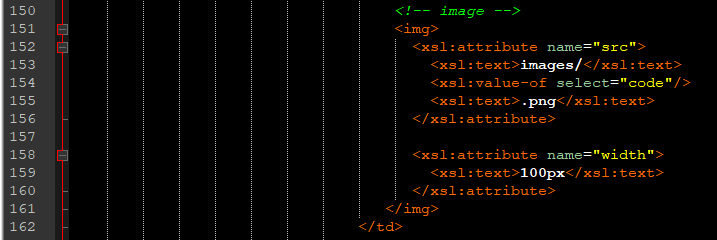 150 <!-- image -->
151 <img>
152 <xsl:attribute name="src">
153 <xsl:text>images/</xsl:text>
154 <xsl:value-of select="code"/>
155 <xsl:text>.png</xsl:text>
156 </xsl:attribute>
157
158 <xsl:attribute name="width">
159 <xsl:text>100px</xsl:text>
160 </xsl:attribute>
161 </img>
162 </td>